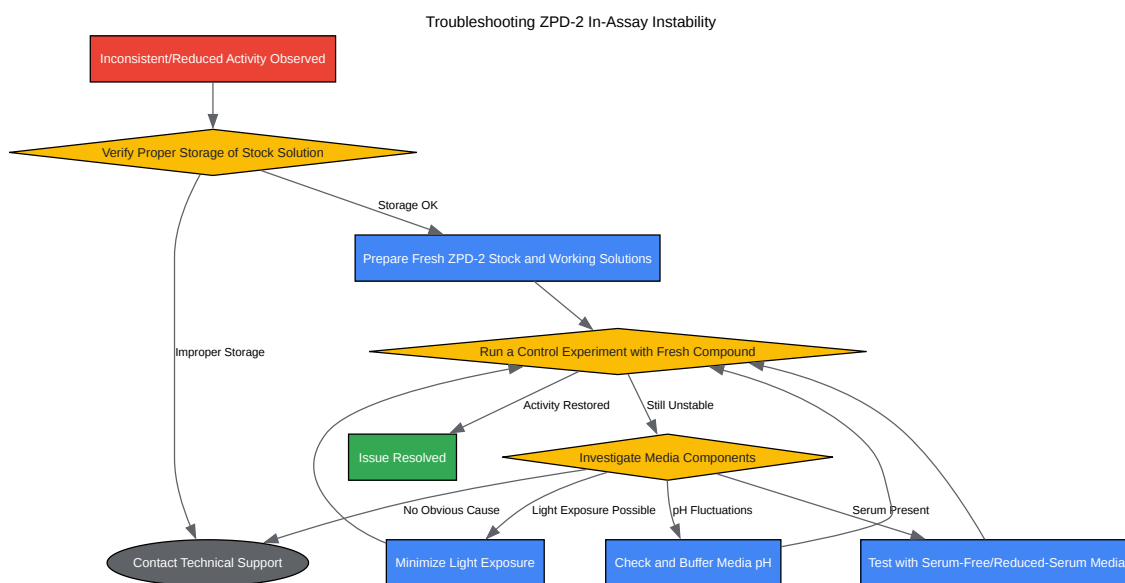 Troubleshooting ZPD-2 In-Assay Instability
Inconsistent/Reduced Activity Observed
Verify Proper Storage of Stock Solution
Storage OK
Prepare Fresh ZPD-2 Stock and Working Solutions
Improper Storage
Run a Control Experiment with Fresh Compound
Activity Restored
Still Unstable
Issue Resolved
Investigate Media Components
No Obvious Cause
Light Exposure Possible
pH Fluctuations
Serum Present
Contact Technical Support
Minimize Light Exposure
Check and Buffer Media pH
Test with Serum-Free/Reduced-Serum Media